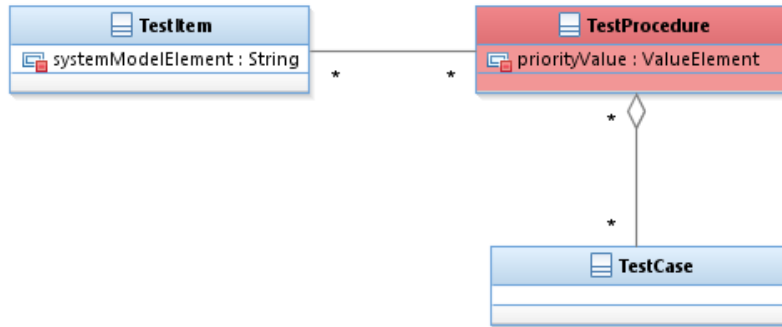 TestItem
systemModelElement : String
TestProcedure
priorityValue : ValueElement
* *
*
*
TestCase